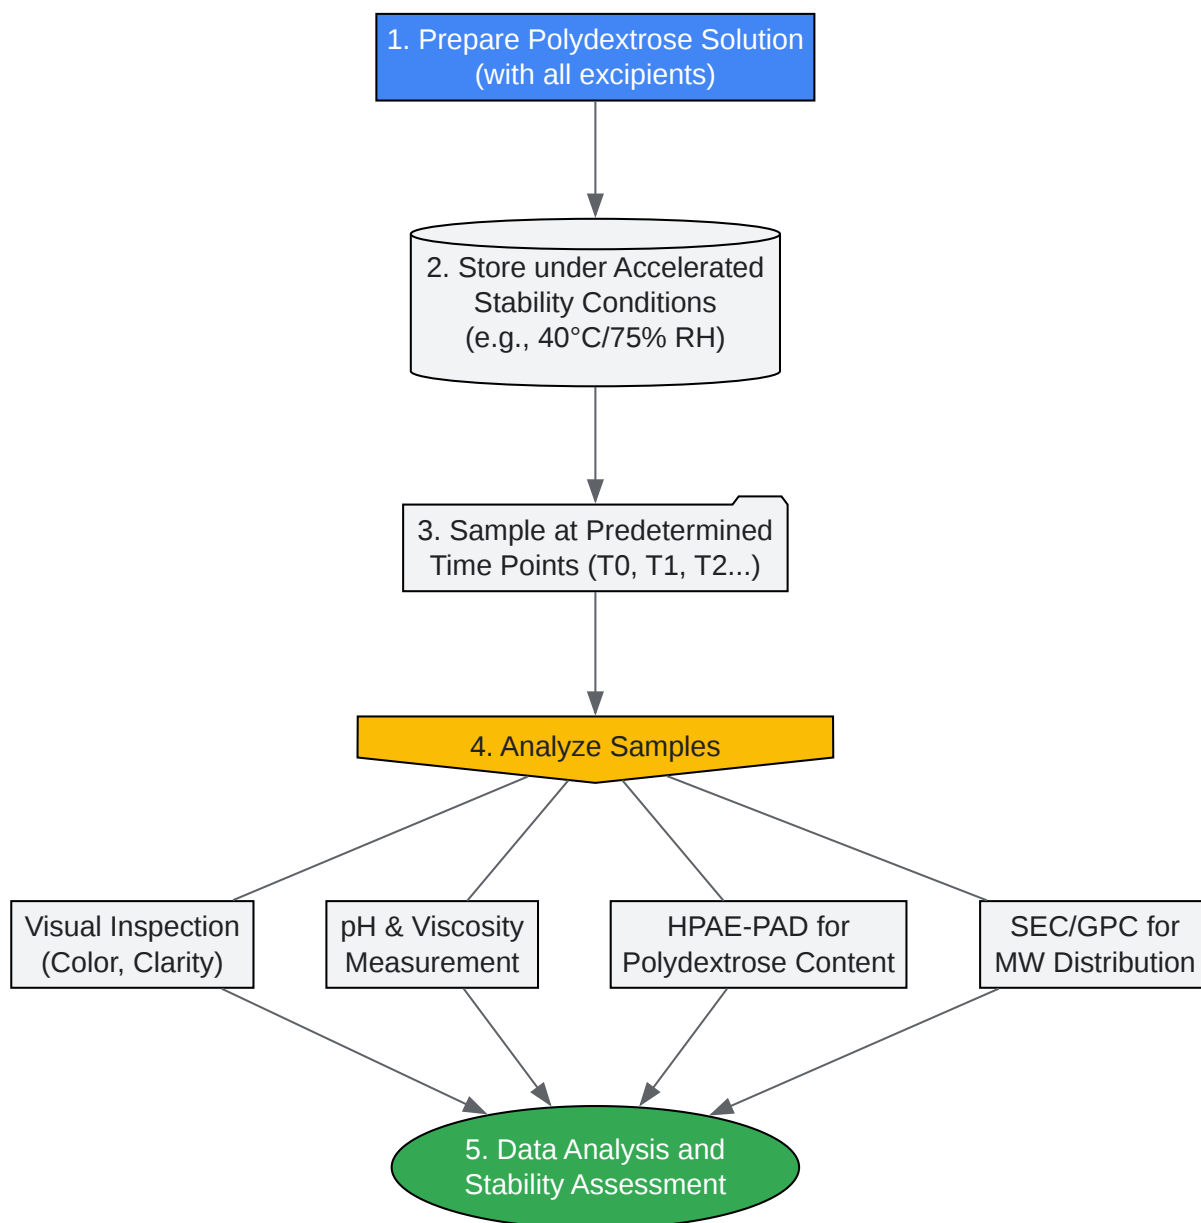 1. Prepare Polydextrose Solution
(with all excipients)
2. Store under Accelerated
Stability Conditions
(e.g., 40°C/75% RH)
3. Sample at Predetermined
Time Points (T0, T1, T2...)
4. Analyze Samples
Visual Inspection
(Color, Clarity)
pH & Viscosity
Measurement
HPAE-PAD for
Polydextrose Content
SEC/GPC for
MW Distribution
5. Data Analysis and
Stability Assessment